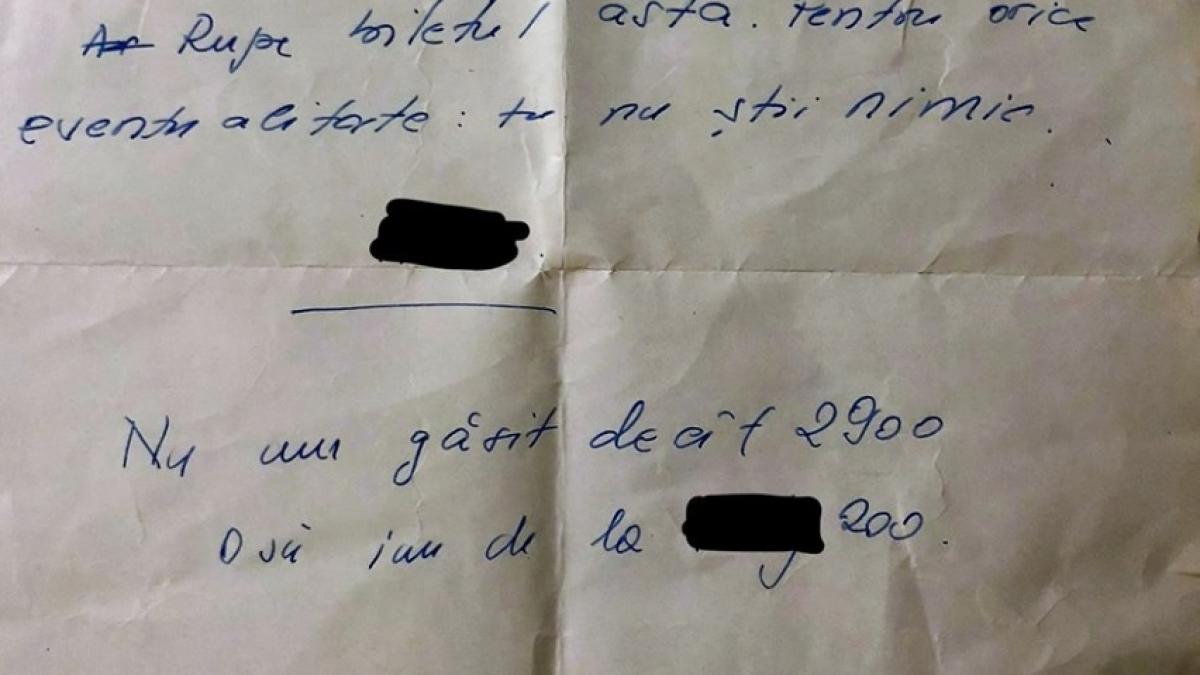 Rupe biletul asta. Pentru orice
eventualitate: tu nu știi nimic.
Nu am găsit decât 2900
O să iau de la 200.